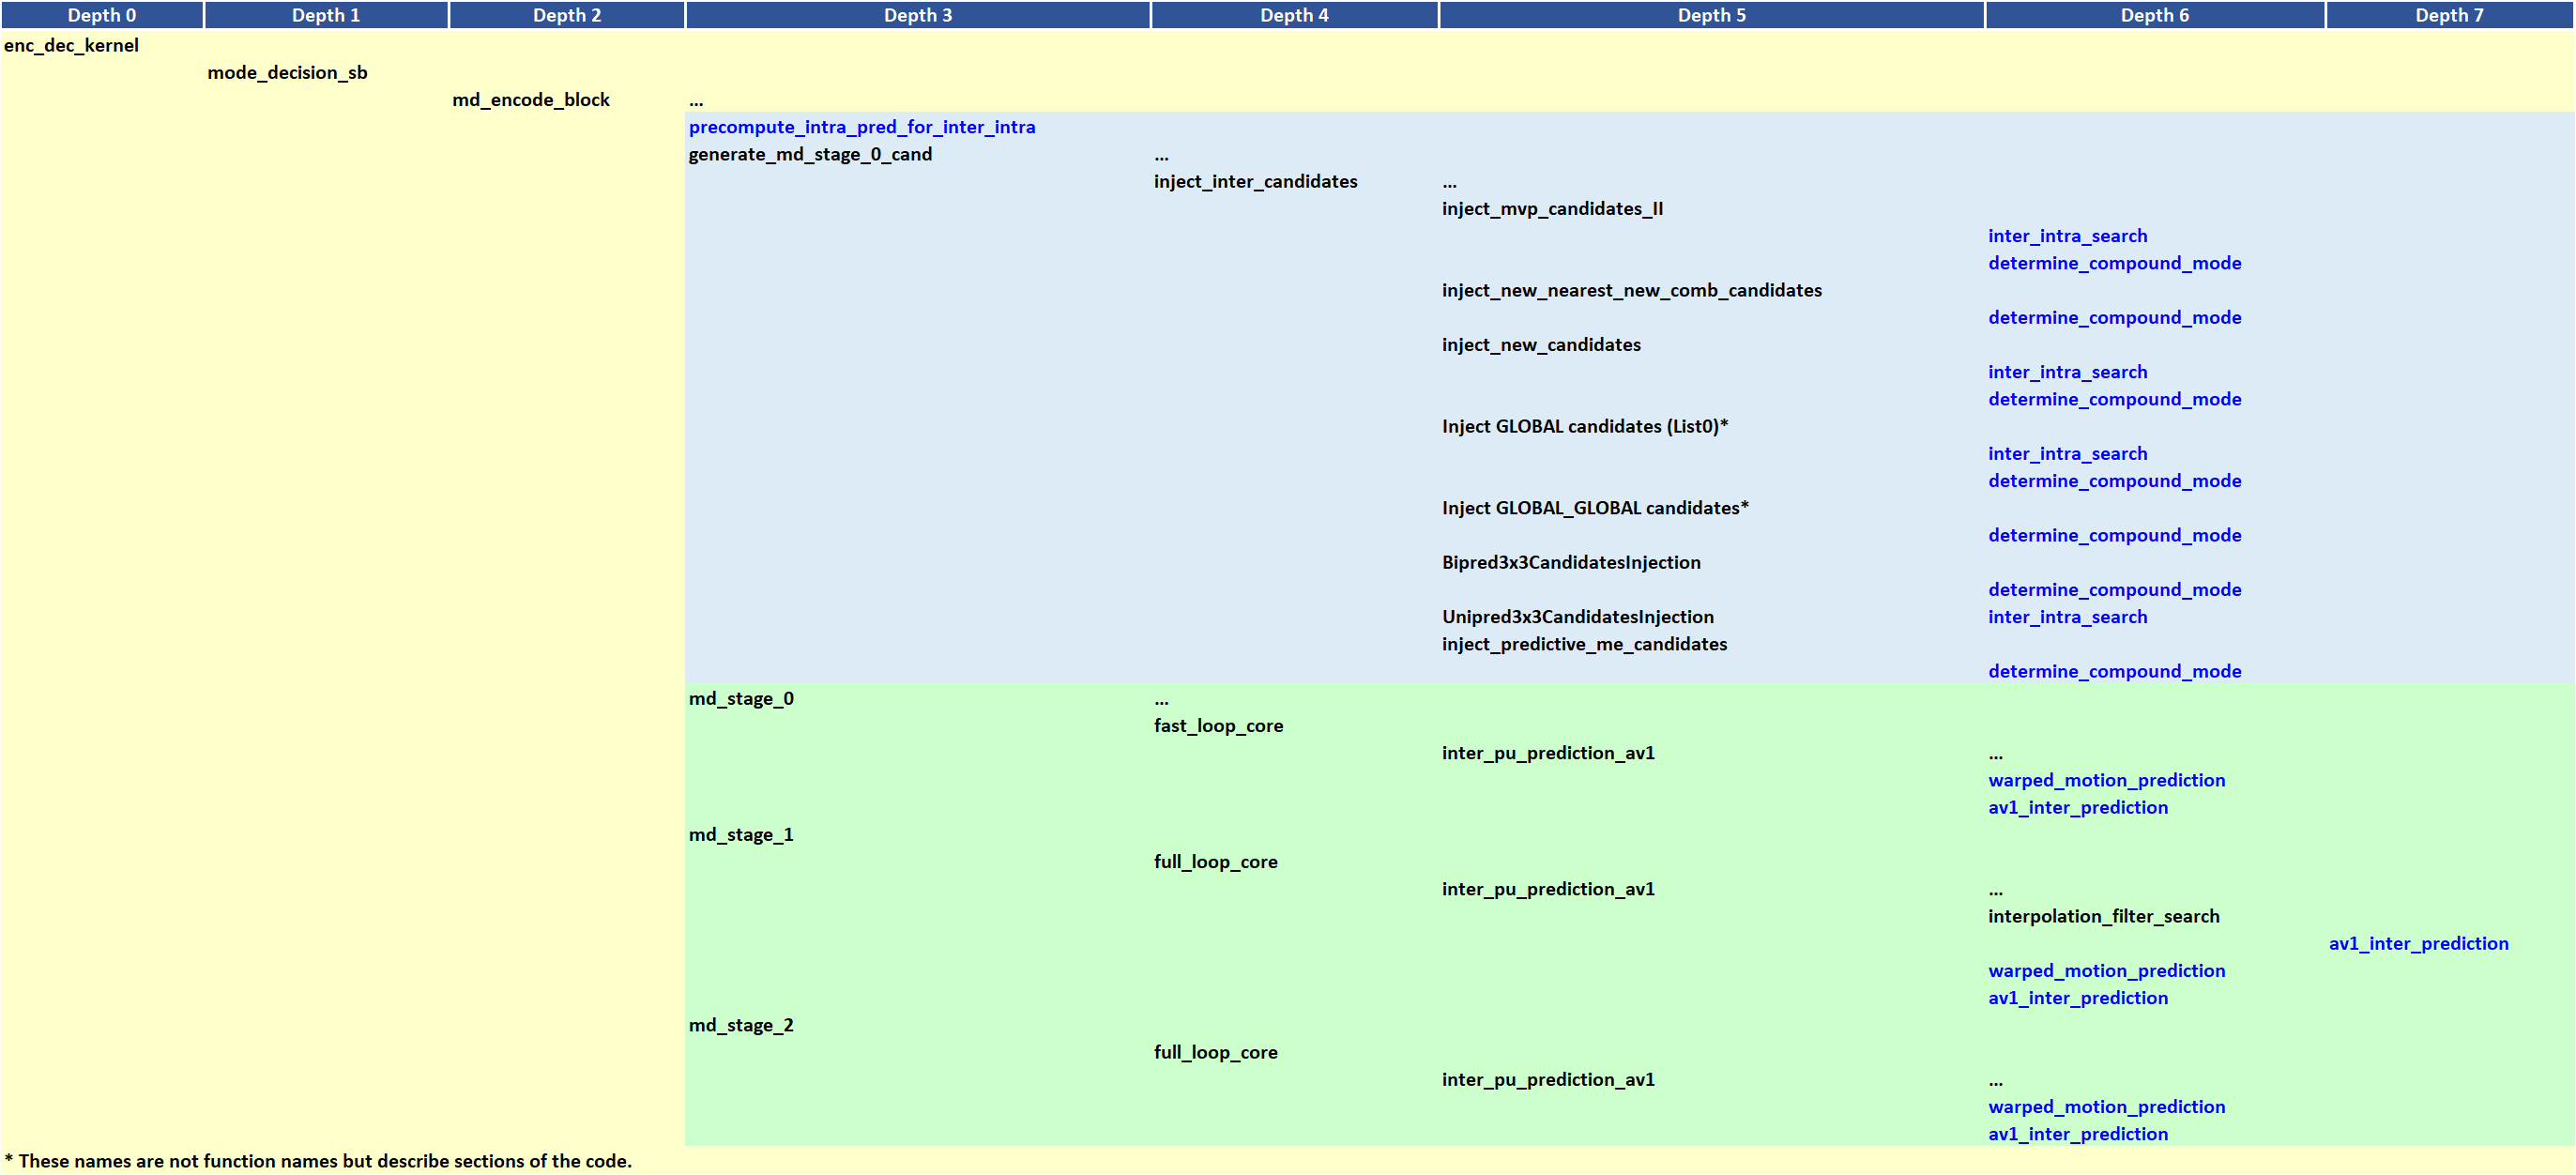 Depth 0 Depth 1 Depth 2 Depth 3 Depth 4 Depth 5 Depth 6 Depth 7
enc_dec_kernel
mode_decision_sb
md_encode_block ...
precompute_intra_pred_for_inter_intra
generate_md_stage_0_cand ...
inject_inter_candidates ...
inject_mvp_candidates_II
inter_intra_search
determine_compound_mode
inject_new_nearest_new_comb_candidates
determine_compound_mode
inject_new_candidates
inter_intra_search
determine_compound_mode
Inject GLOBAL candidates (List0)*
inter_intra_search
determine_compound_mode
Inject GLOBAL_GLOBAL candidates*
determine_compound_mode
Bipred3x3CandidatesInjection
determine_compound_mode
Unipred3x3CandidatesInjection inter_intra_search
inject_predictive_me_candidates
determine_compound_mode
md_stage_0 ...
fast_loop_core
inter_pu_prediction_av1 ...
warped_motion_prediction
av1_inter_prediction
md_stage_1
full_loop_core
inter_pu_prediction_av1 ...
interpolation_filter_search
av1_inter_prediction
warped_motion_prediction
av1_inter_prediction
md_stage_2
full_loop_core
inter_pu_prediction_av1 ...
warped_motion_prediction
av1_inter_prediction
* These names are not function names but describe sections of the code.